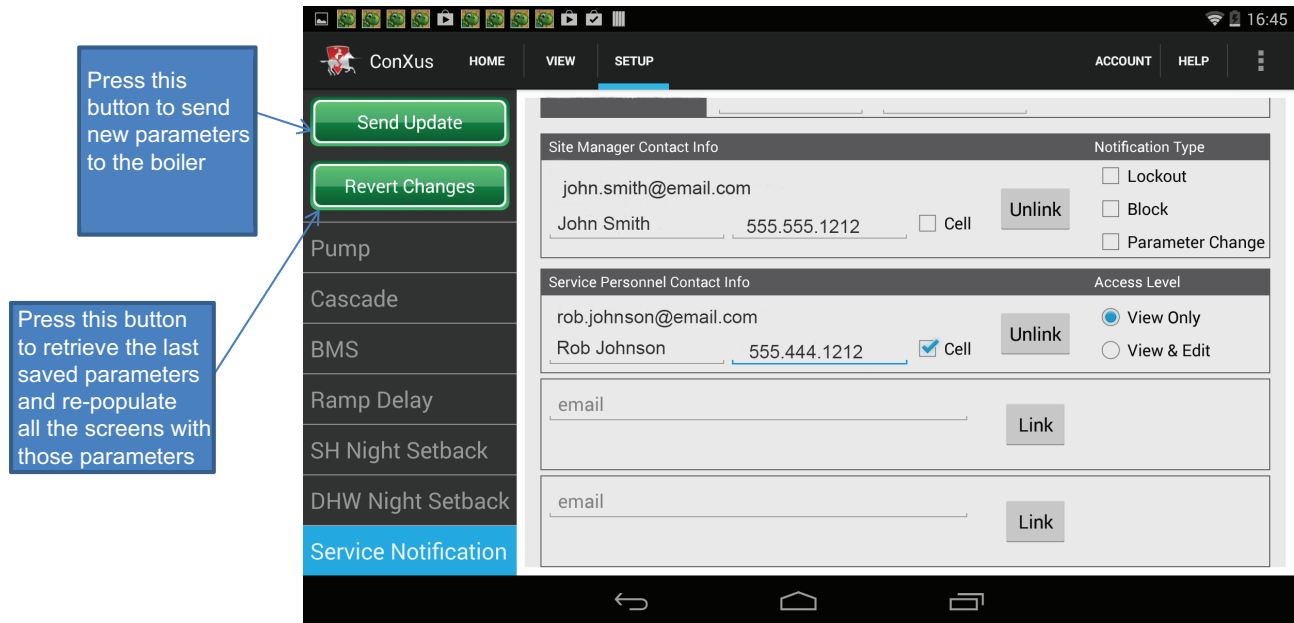 16:45
ConXus HOME VIEW SETUP ACCOUNT HELP
Press this
button to send
new parameters
to the boiler
Press this button
to retrieve the last
saved parameters
and re-populate
all the screens with
those parameters
Send Update
Revert Changes
Pump
Cascade
BMS
Ramp Delay
SH Night Setback
DHW Night Setback
Service Notification
Site Manager Contact Info Notification Type
john.smith@email.com
John Smith 555.555.1212 Cell Unlink
Lockout
Block
Parameter Change
Service Personnel Contact Info Access Level
rob.johnson@email.com
Rob Johnson 555.444.1212 Cell Unlink
View Only
View & Edit
email
Link
email
Link